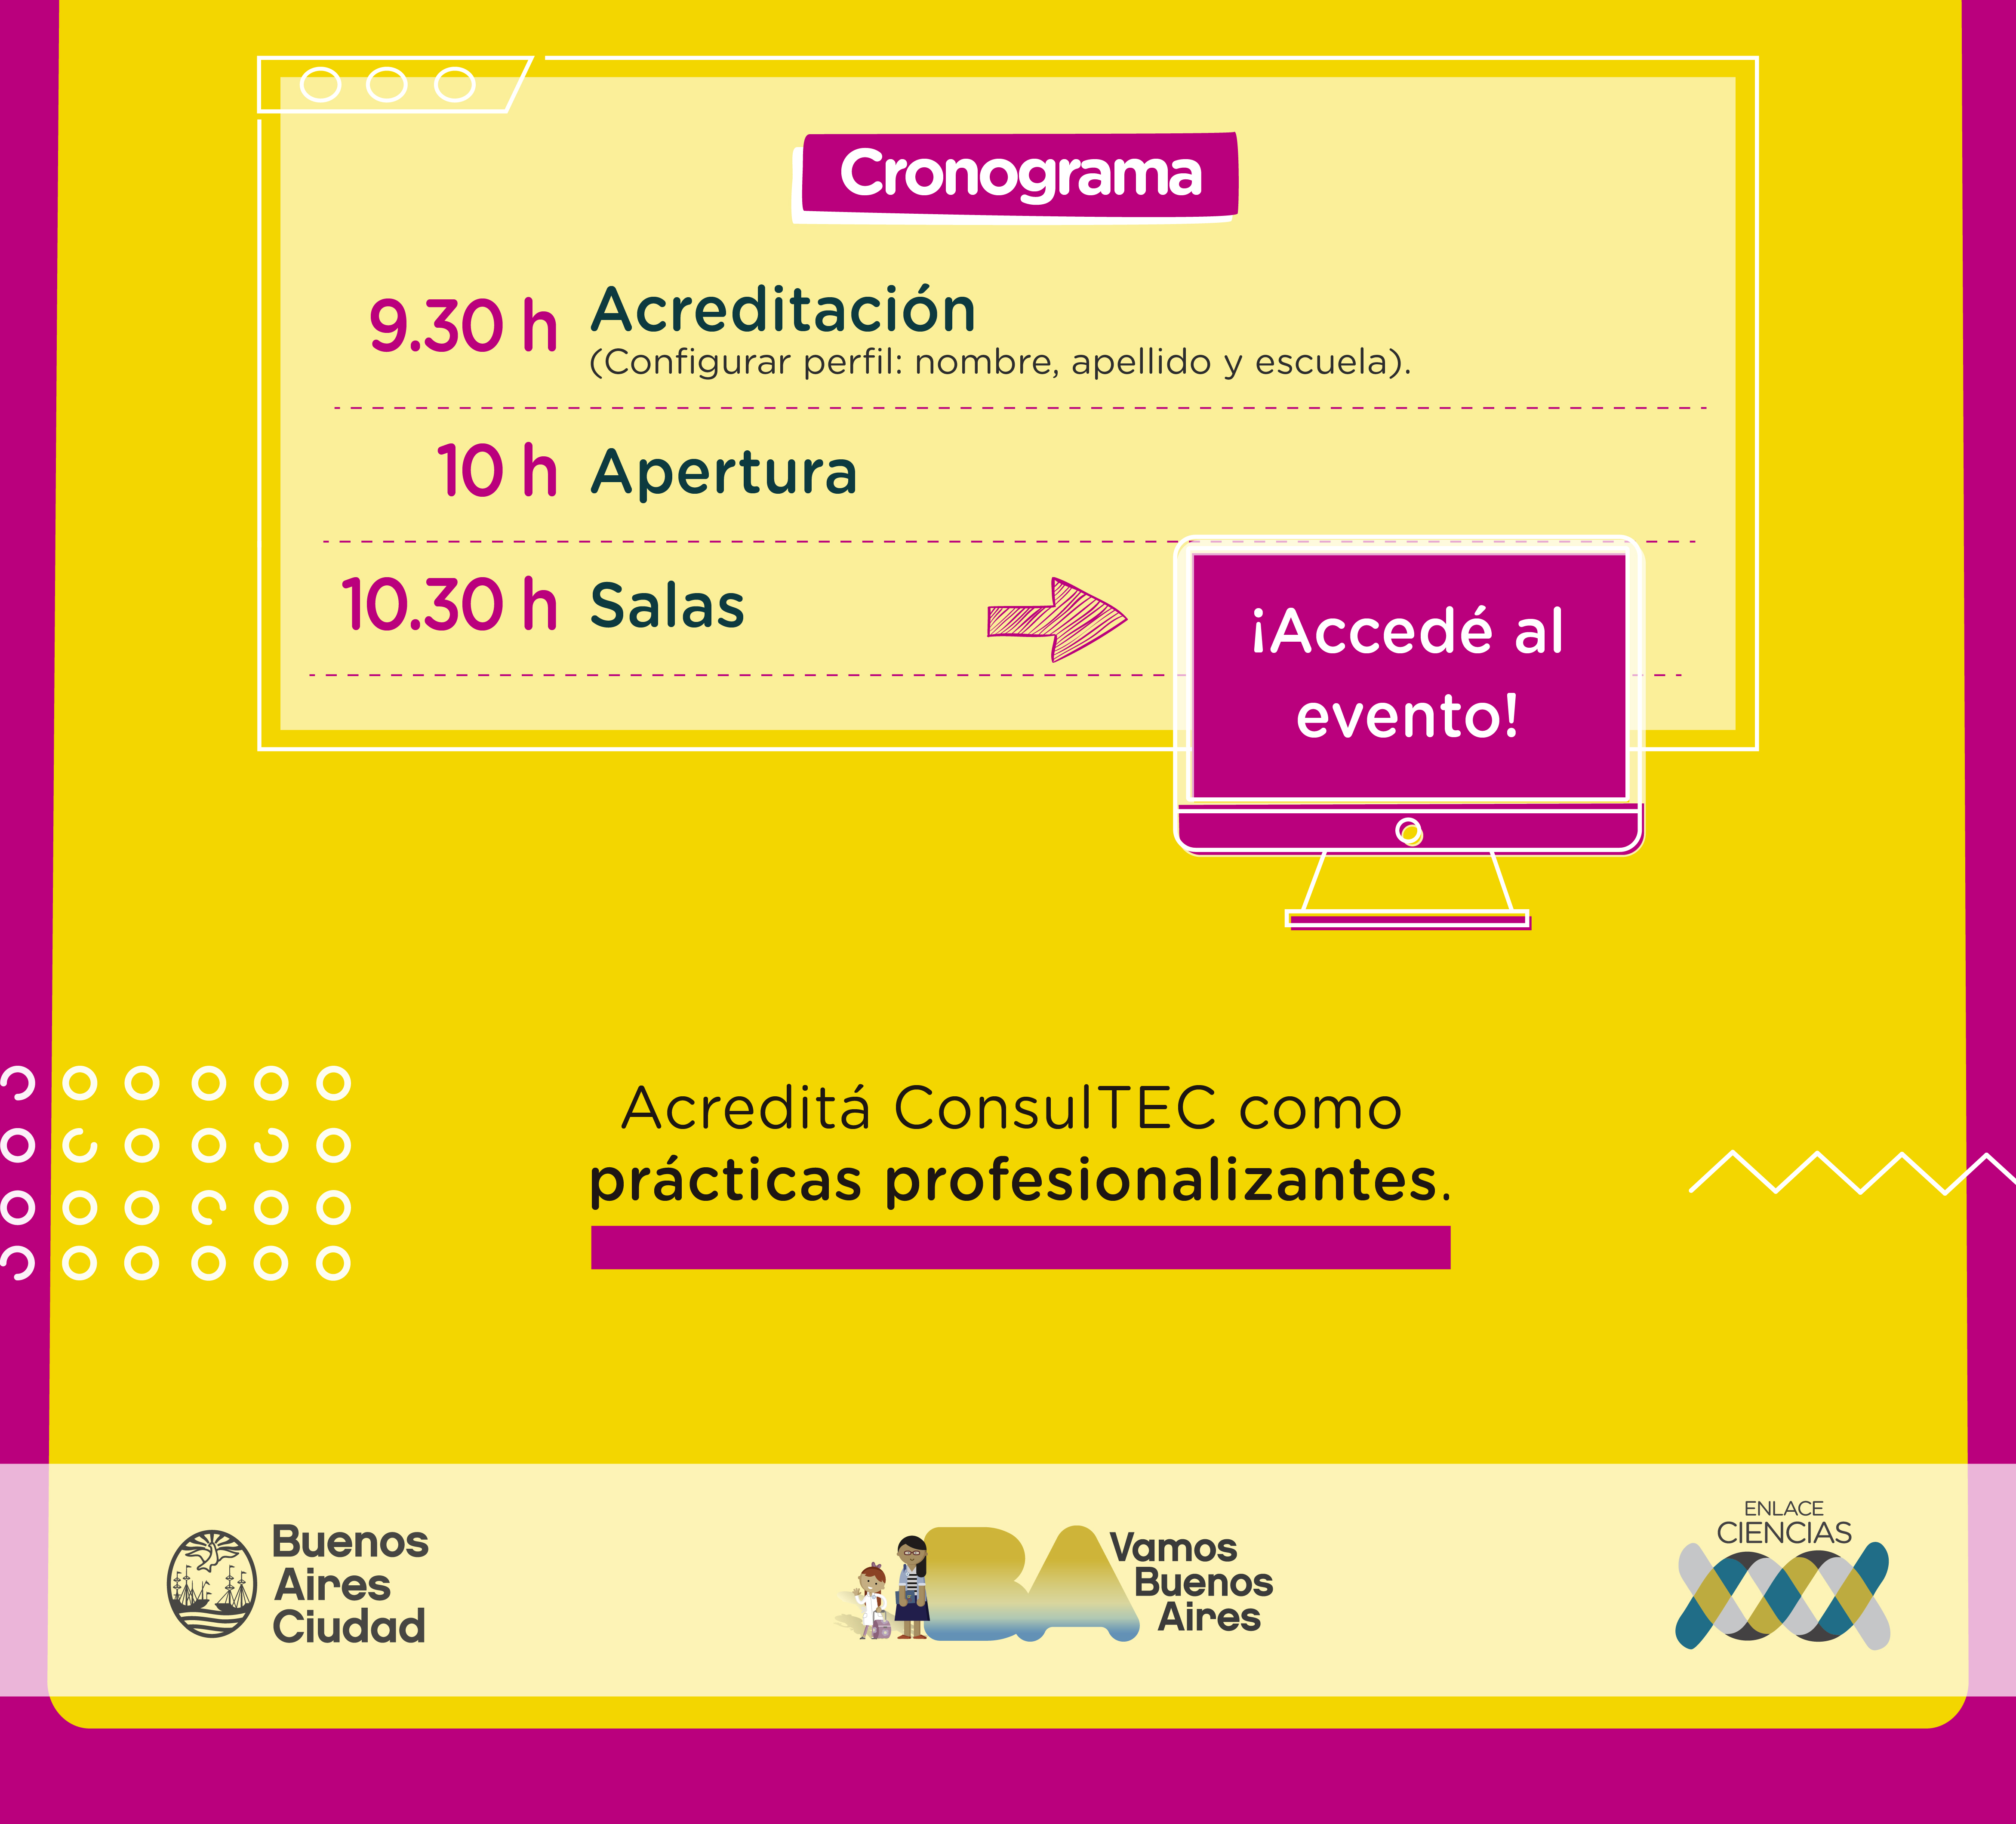 Cronograma
9.30 h Acreditación
(Configurar perfil: nombre, apellido y escuela).
10 h Apertura
10.30 h Salas
¡Accedé al
evento!
Acreditá ConsulTEC como
prácticas profesionalizantes.
Buenos
Aires
Ciudad
BA
Vamos
Buenos
Aires
ENLACE
CIENCIAS